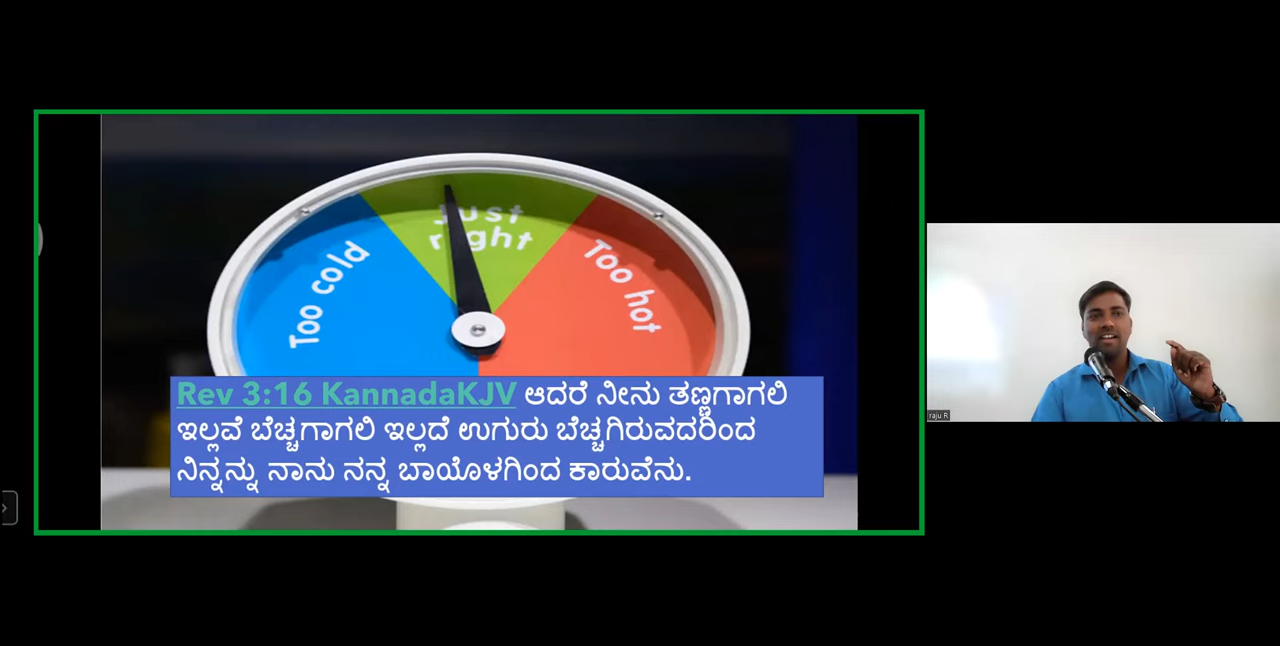 Too cold
Just
right
Too hot
Rev 3:16 KannadaKJV ಆದರೆ ನೀನು ತಣ್ಣಗಾಗಲಿ
ಇಲ್ಲವೆ ಬೆಚ್ಚಗಾಗಲಿ ಇಲ್ಲದೆ ಉಗುರು ಬೆಚ್ಚಗಿರುವದರಿಂದ
ನಿನ್ನನ್ನು ನಾನು ನನ್ನ ಬಾಯೊಳಗಿಂದ ಕಾರುವೆನು.
raju R